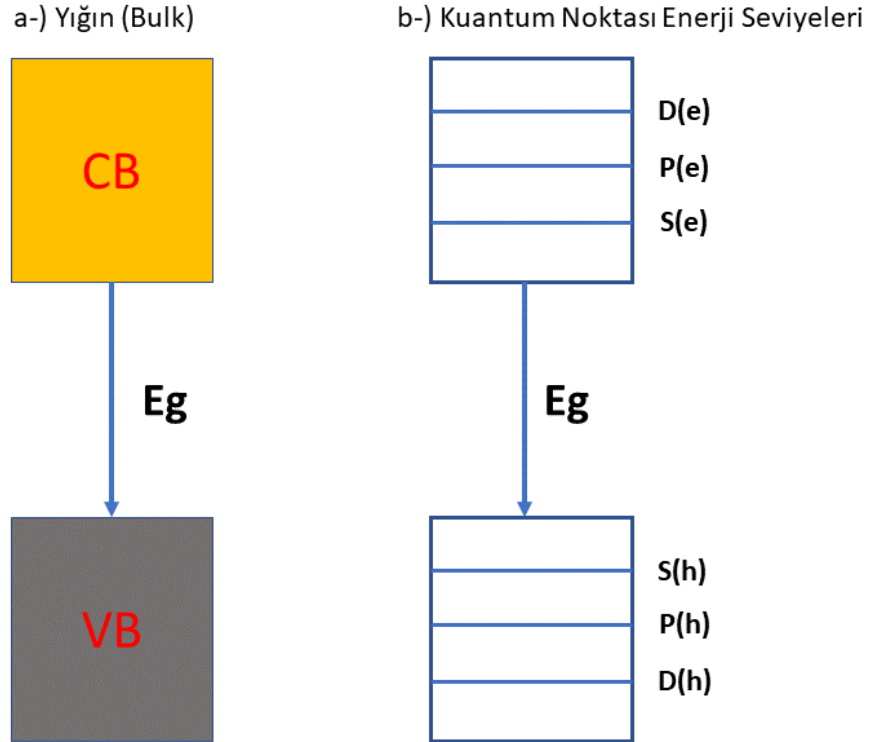 a-) Yığın (Bulk)
b-) Kuantum Noktası Enerji Seviyeleri
CB
D(e)
P(e)
S(e)
Eg
Eg
VB
S(h)
P(h)
D(h)